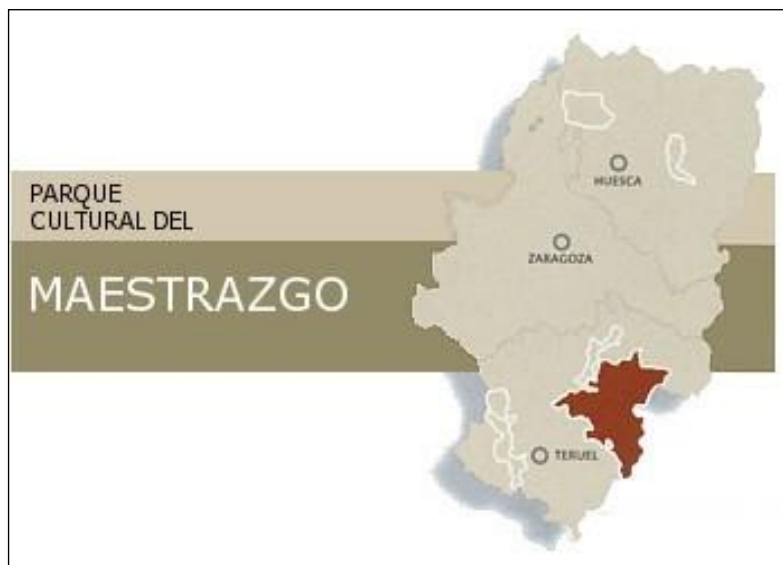 PARQUE
CULTURAL DEL
MAESTRAZGO
HUESCA
ZARAGOZA
TERUEL